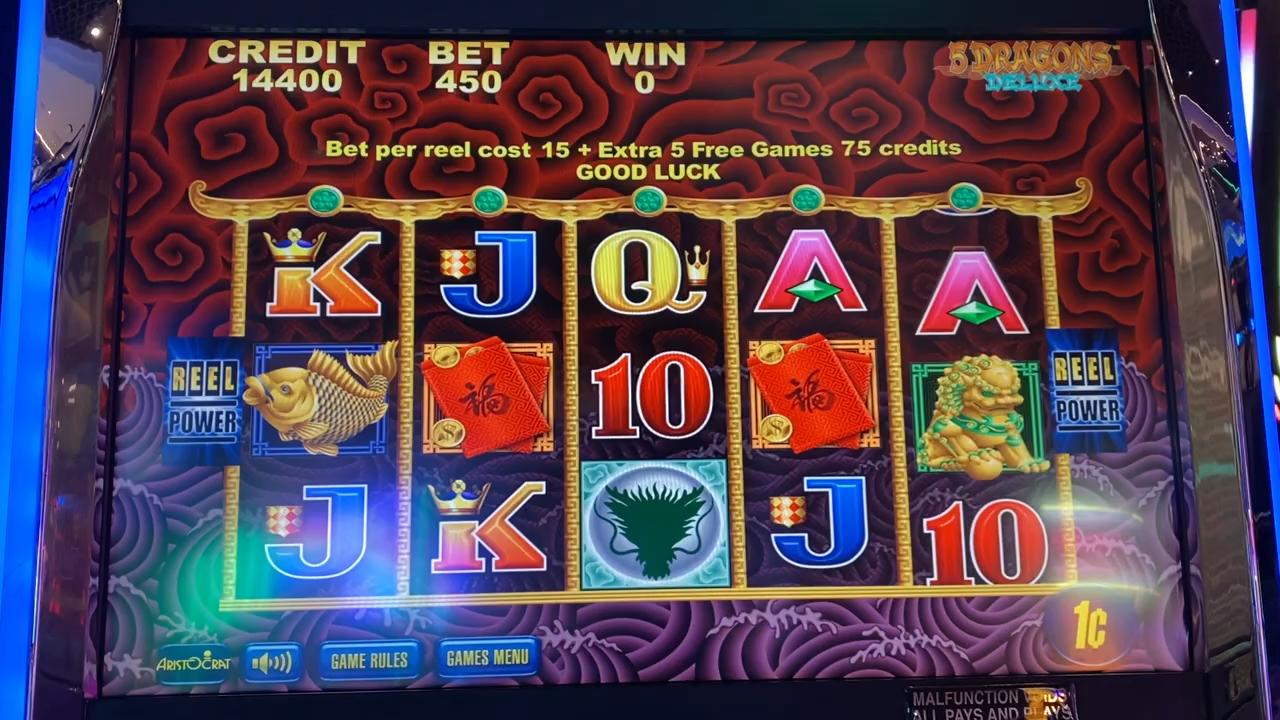 CREDIT BET WIN
14400 450 0
5 DRAGONS™
DELUXE
Bet per reel cost 15 + Extra 5 Free Games 75 credits
GOOD LUCK
K J Q A A
REEL POWER
福 10 福
REEL POWER
J K J 10
1¢
ARISTOCRAT
GAME RULES
GAMES MENU
MALFUNCTION VOIDS
ALL PAYS AND PLAYS